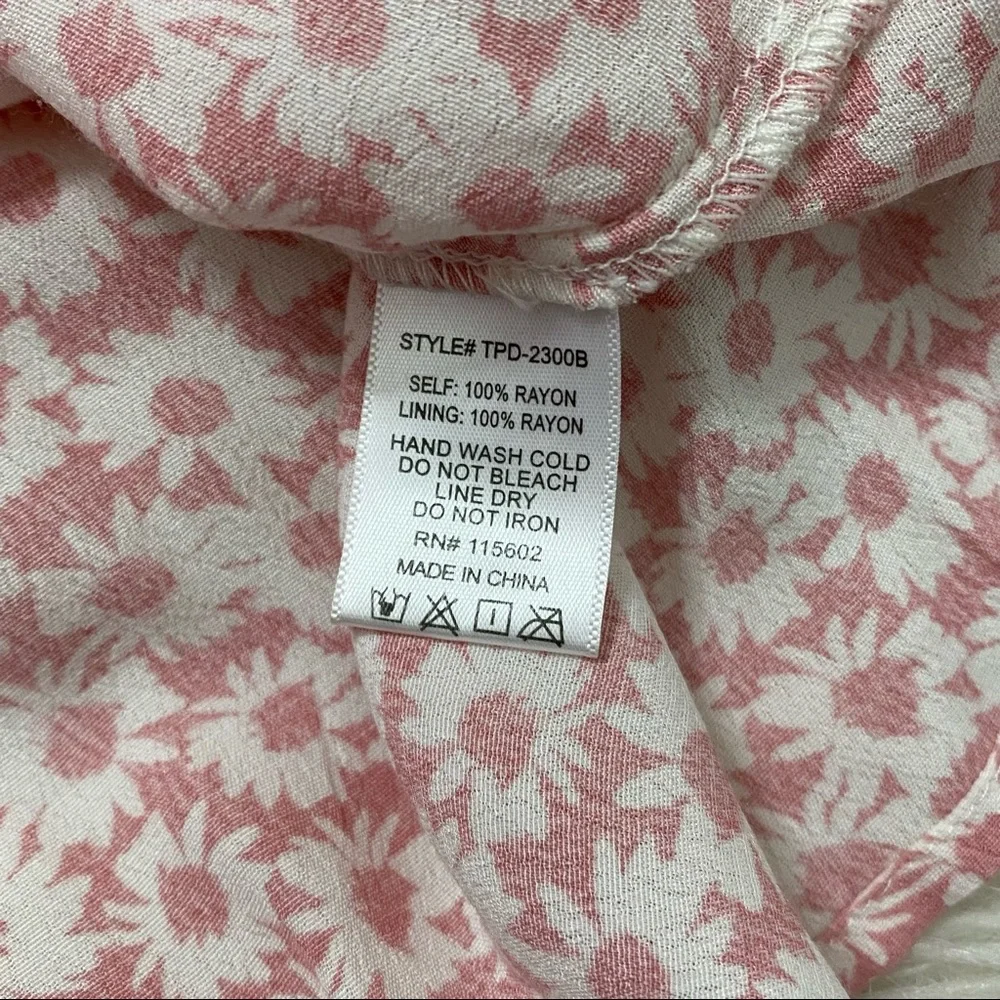 STYLE# TPD-2300B
SELF: 100% RAYON
LINING: 100% RAYON
HAND WASH COLD
DO NOT BLEACH
LINE DRY
DO NOT IRON
RN# 115602
MADE IN CHINA